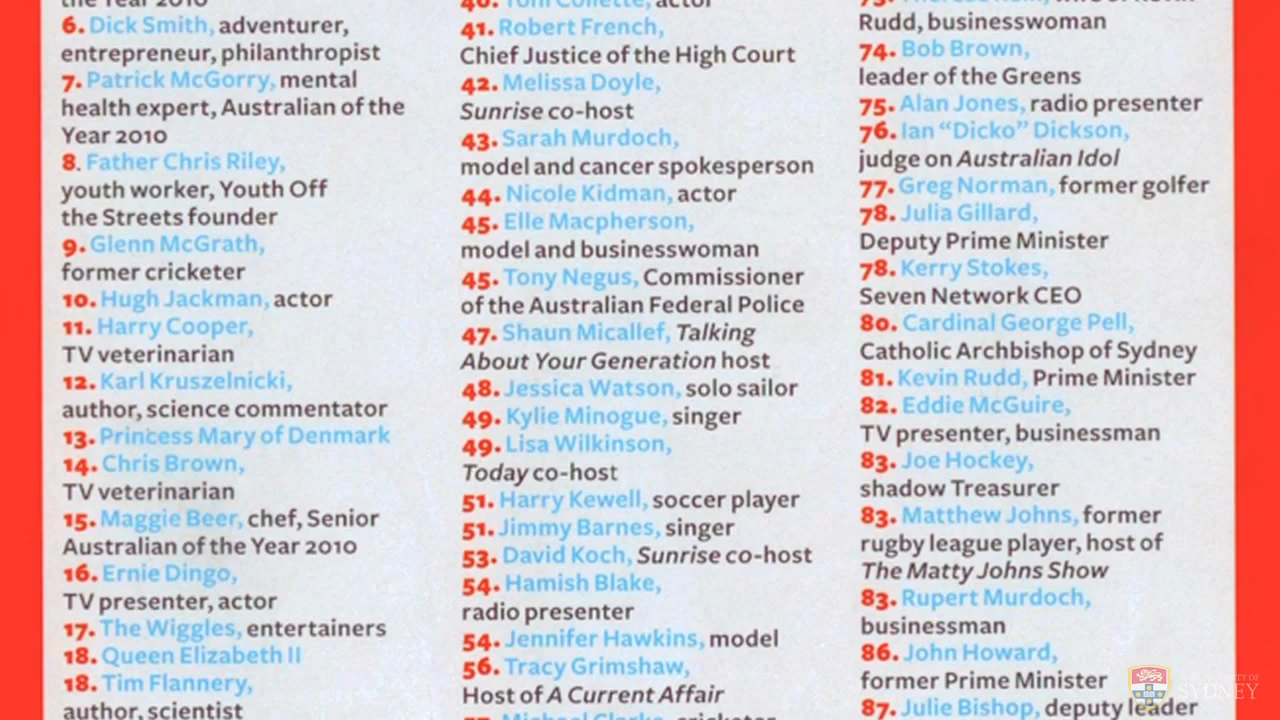 the Year 2010
6. Dick Smith, adventurer,
entrepreneur, philanthropist
7. Patrick McGorry, mental
health expert, Australian of the
Year 2010
8. Father Chris Riley,
youth worker, Youth Off
the Streets founder
9. Glenn McGrath,
former cricketer
10. Hugh Jackman, actor
11. Harry Cooper,
TV veterinarian
12. Karl Kruszelnicki,
author, science commentator
13. Princess Mary of Denmark
14. Chris Brown,
TV veterinarian
15. Maggie Beer, chef, Senior
Australian of the Year 2010
16. Ernie Dingo,
TV presenter, actor
17. The Wiggles, entertainers
18. Queen Elizabeth II
18. Tim Flannery,
author, scientist
40. Toni Collette, actor
41. Robert French,
Chief Justice of the High Court
42. Melissa Doyle,
Sunrise co-host
43. Sarah Murdoch,
model and cancer spokesperson
44. Nicole Kidman, actor
45. Elle Macpherson,
model and businesswoman
45. Tony Negus, Commissioner
of the Australian Federal Police
47. Shaun Micallef, Talking
About Your Generation host
48. Jessica Watson, solo sailor
49. Kylie Minogue, singer
49. Lisa Wilkinson,
Today co-host
51. Harry Kewell, soccer player
51. Jimmy Barnes, singer
53. David Koch, Sunrise co-host
54. Hamish Blake,
radio presenter
54. Jennifer Hawkins, model
56. Tracy Grimshaw,
Host of A Current Affair
57. Michael Clarke, cricketer
Rudd, businesswoman
74. Bob Brown,
leader of the Greens
75. Alan Jones, radio presenter
76. Ian “Dicko” Dickson,
judge on Australian Idol
77. Greg Norman, former golfer
78. Julia Gillard,
Deputy Prime Minister
78. Kerry Stokes,
Seven Network CEO
80. Cardinal George Pell,
Catholic Archbishop of Sydney
81. Kevin Rudd, Prime Minister
82. Eddie McGuire,
TV presenter, businessman
83. Joe Hockey,
shadow Treasurer
83. Matthew Johns, former
rugby league player, host of
The Matty Johns Show
83. Rupert Murdoch,
businessman
86. John Howard,
former Prime Minister
87. Julie Bishop, deputy leader
SYDNEY